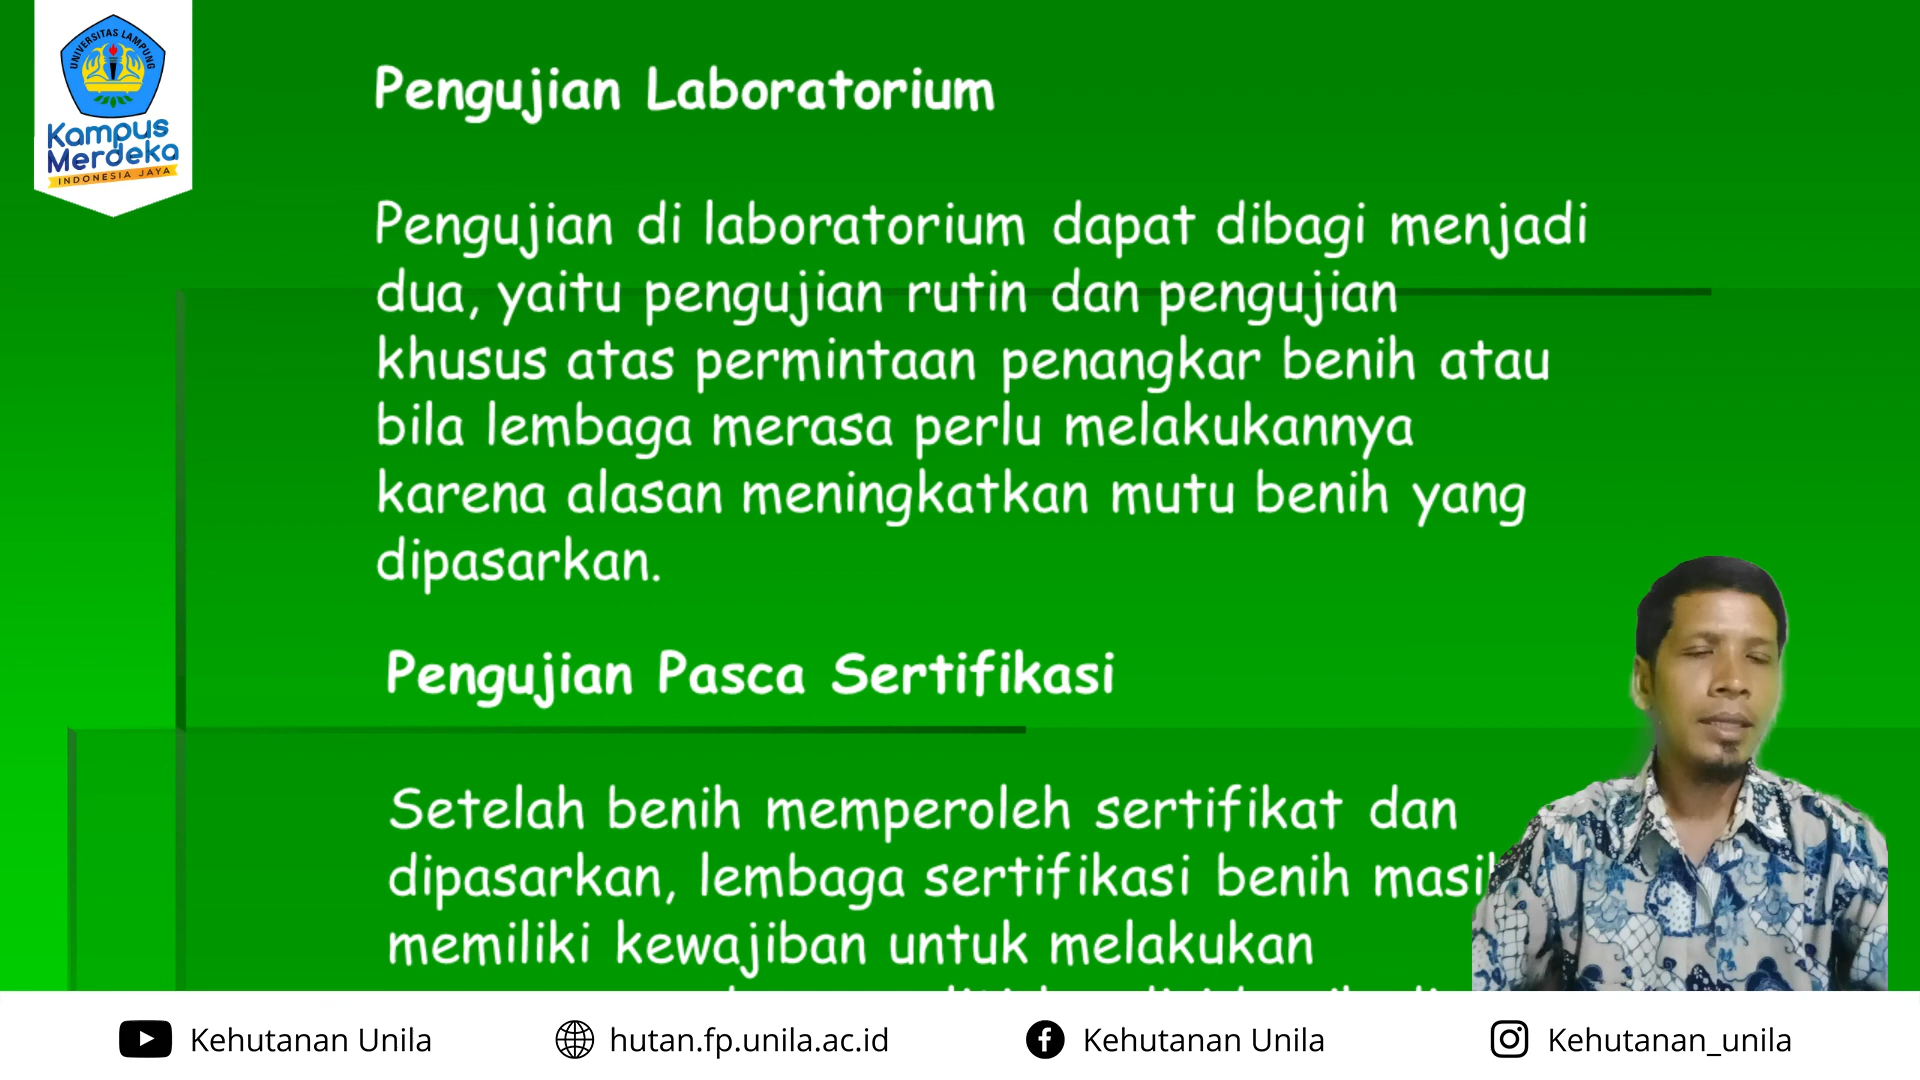 UNIVERSITAS LAMPUNG
Kampus
Merdeka
INDONESIA JAYA
Pengujian Laboratorium
Pengujian di laboratorium dapat dibagi menjadi
dua, yaitu pengujian rutin dan pengujian
khusus atas permintaan penangkar benih atau
bila lembaga merasa perlu melakukannya
karena alasan meningkatkan mutu benih yang
dipasarkan.
Pengujian Pasca Sertifikasi
Setelah benih memperoleh sertifikat dan
dipasarkan, lembaga sertifikasi benih
memiliki kewajiban untuk melakukan
Kehutanan Unila
hutan.fp.unila.ac.id
Kehutanan Unila
Kehutanan_unila